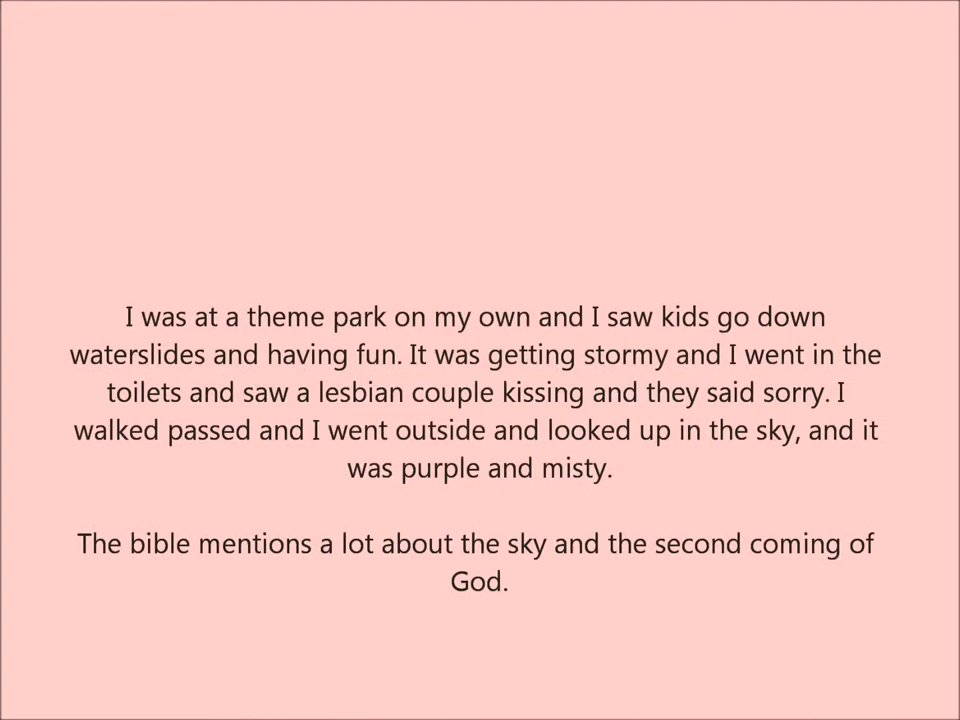 I was at a theme park on my own and I saw kids go down
waterslides and having fun. It was getting stormy and I went in the
toilets and saw a lesbian couple kissing and they said sorry. I
walked passed and I went outside and looked up in the sky, and it
was purple and misty.
The bible mentions a lot about the sky and the second coming of
God.